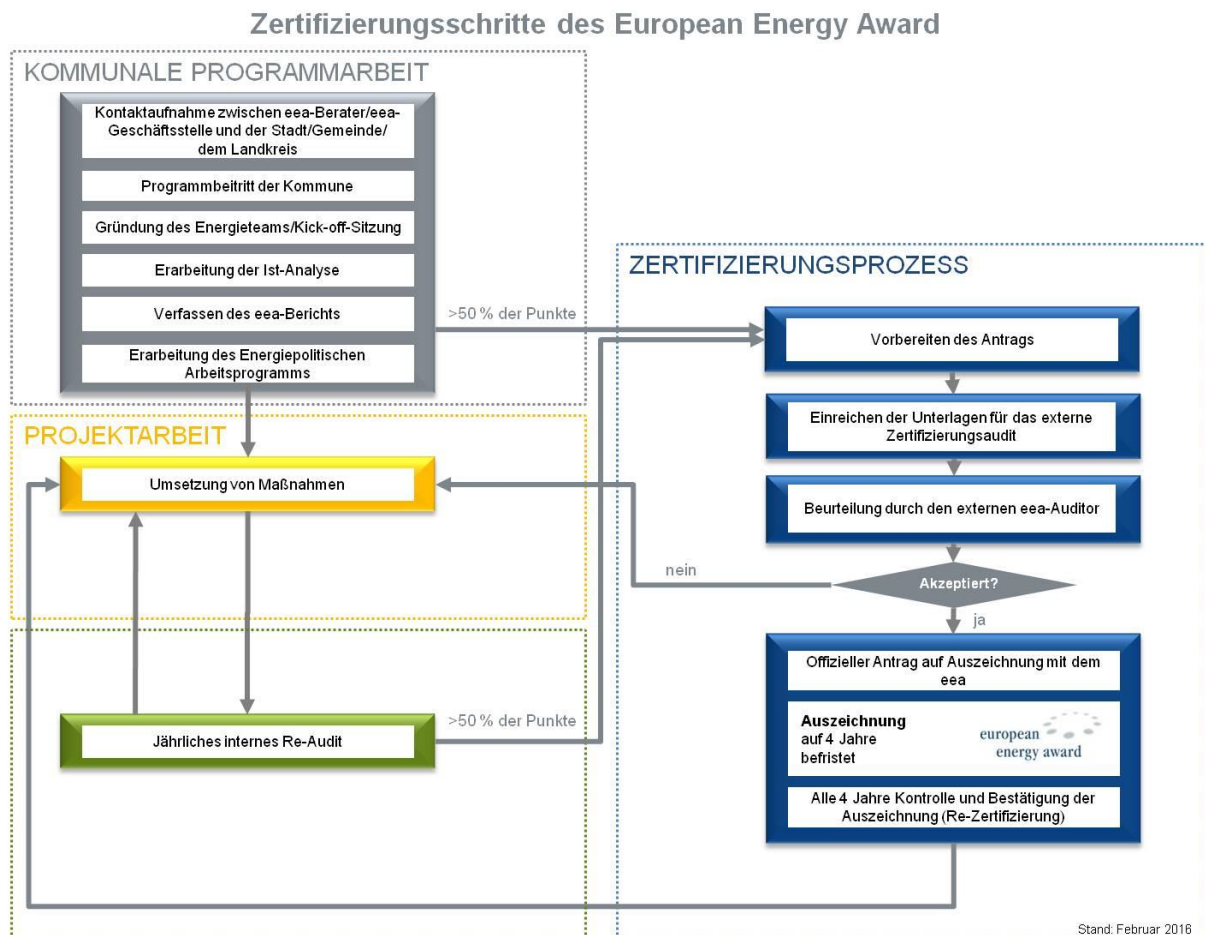 Zertifizierungsschritte des European Energy Award
KOMMUNALE PROGRAMMARBEIT
Kontaktaufnahme zwischen eea-Berater/eea-
Geschäftsstelle und der Stadt/Gemeinde/
dem Landkreis
Programmbeitritt der Kommune
Gründung des Energieteams/Kick-off-Sitzung
Erarbeitung der Ist-Analyse
Verfassen des eea-Berichts
Erarbeitung des Energiepolitischen
Arbeitsprogramms
>50 % der Punkte
PROJEKTARBEIT
Umsetzung von Maßnahmen
Jährliches internes Re-Audit
>50 % der Punkte
ZERTIFIZIERUNGSPROZESS
Vorbereiten des Antrags
Einreichen der Unterlagen für das externe
Zertifizierungsaudit
Beurteilung durch den externen eea-Auditor
Akzeptiert?
nein
ja
Offizieller Antrag auf Auszeichnung mit dem
eea
Auszeichnung
auf 4 Jahre
befristet
european
energy award
Alle 4 Jahre Kontrolle und Bestätigung der
Auszeichnung (Re-Zertifizierung)
Stand: Februar 2016